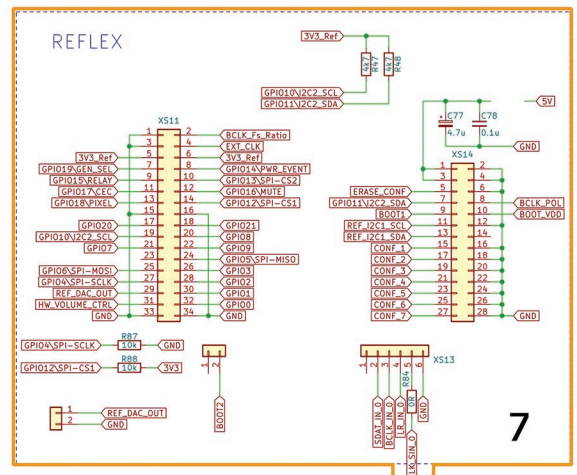 REFLEX
3V3_Ref
4k7
R47
4k7
R48
GPIO10\I2C2_SCL
GPIO11\I2C2_SDA
5V
C77
4.7u
C78
0.1u
GND
XS11
1 2 BCLK_Fs_Ratio
3 4 EXT_CLK
3V3_Ref 5 6 3V3_Ref
GPIO19\GEN_SEL 7 8 GPIO14\PWR_EVENT
GPIO15\RELAY 9 10 GPIO13\SPI-CS2
GPIO17\CEC 11 12 GPIO16\MUTE
GPIO18\PIXEL 13 14 GPIO12\SPI-CS1
15 16
GPIO20 17 18 GPIO21
GPIO10\I2C2_SCL 19 20 GPIO8
GPIO7 21 22 GPIO9
23 24 GPIO5\SPI-MISO
GPIO6\SPI-MOSI 25 26 GPIO3
GPIO4\SPI-SCLK 27 28 GPIO2
REF_DAC_OUT 29 30 GPIO1
HW_VOLUME_CTRL 31 32 GPIO0
GND 33 34 GND
XS14
1 2
3 4
ERASE_CONF 5 6
GPIO11\I2C2_SDA 7 8 BCLK_POL
BOOT1 9 10 BOOT_VDD
REF_I2C1_SCL 11 12
REF_I2C1_SDA 13 14
CONF_1 15 16
CONF_2 17 18
CONF_3 19 20
CONF_4 21 22
CONF_5 23 24
CONF_6 25 26
CONF_7 27 28 GND
GPIO4\SPI-SCLK R87 10k GND
GPIO12\SPI-CS1 R88 10k 3V3
1 REF_DAC_OUT
2 GND
1 2
BOOT2
XS13
1 2 3 4 5 6
SDAT_IN_0
BCLK_IN_0
LR_IN_0
R84
0R
LK_SIN_0
GND
7